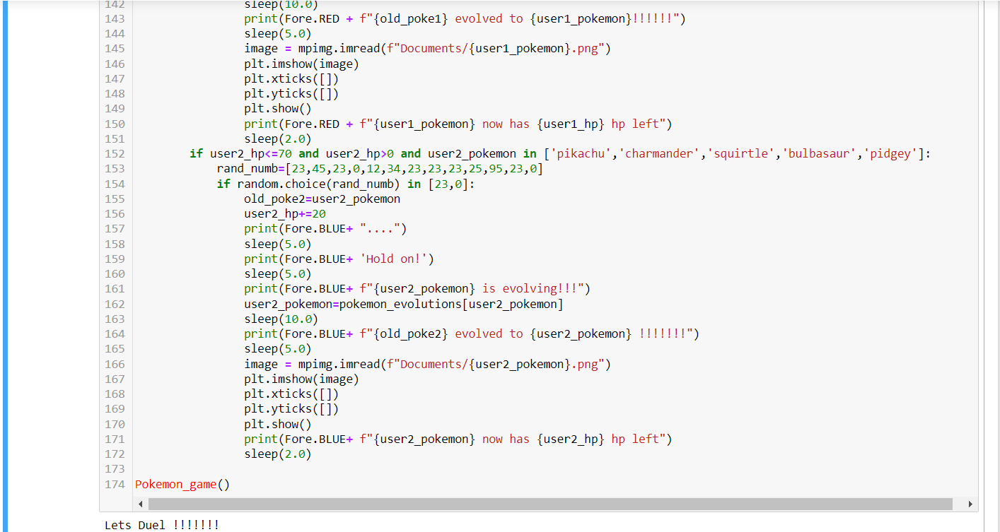 142 sleep(10.0)
143 print(Fore.RED + f"{old_poke1} evolved to {user1_pokemon}!!!!!!")
144 sleep(5.0)
145 image = mpimg.imread(f"Documents/{user1_pokemon}.png")
146 plt.imshow(image)
147 plt.xticks([])
148 plt.yticks([])
149 plt.show()
150 print(Fore.RED + f"{user1_pokemon} now has {user1_hp} hp left")
151 sleep(2.0)
152 if user2_hp<=70 and user2_hp>0 and user2_pokemon in ['pikachu','charmander','squirtle','bulbasaur','pidgey']:
153 rand_numb=[23,45,23,0,12,34,23,23,23,25,95,23,0]
154 if random.choice(rand_numb) in [23,0]:
155 old_poke2=user2_pokemon
156 user2_hp+=20
157 print(Fore.BLUE+ "....")
158 sleep(5.0)
159 print(Fore.BLUE+ 'Hold on!')
160 sleep(5.0)
161 print(Fore.BLUE+ f"{user2_pokemon} is evolving!!!")
162 user2_pokemon=pokemon_evolutions[user2_pokemon]
163 sleep(10.0)
164 print(Fore.BLUE+ f"{old_poke2} evolved to {user2_pokemon} !!!!!!!")
165 sleep(5.0)
166 image = mpimg.imread(f"Documents/{user2_pokemon}.png")
167 plt.imshow(image)
168 plt.xticks([])
169 plt.yticks([])
170 plt.show()
171 print(Fore.BLUE+ f"{user2_pokemon} now has {user2_hp} hp left")
172 sleep(2.0)
173
174 Pokemon_game()
Lets Duel !!!!!!!